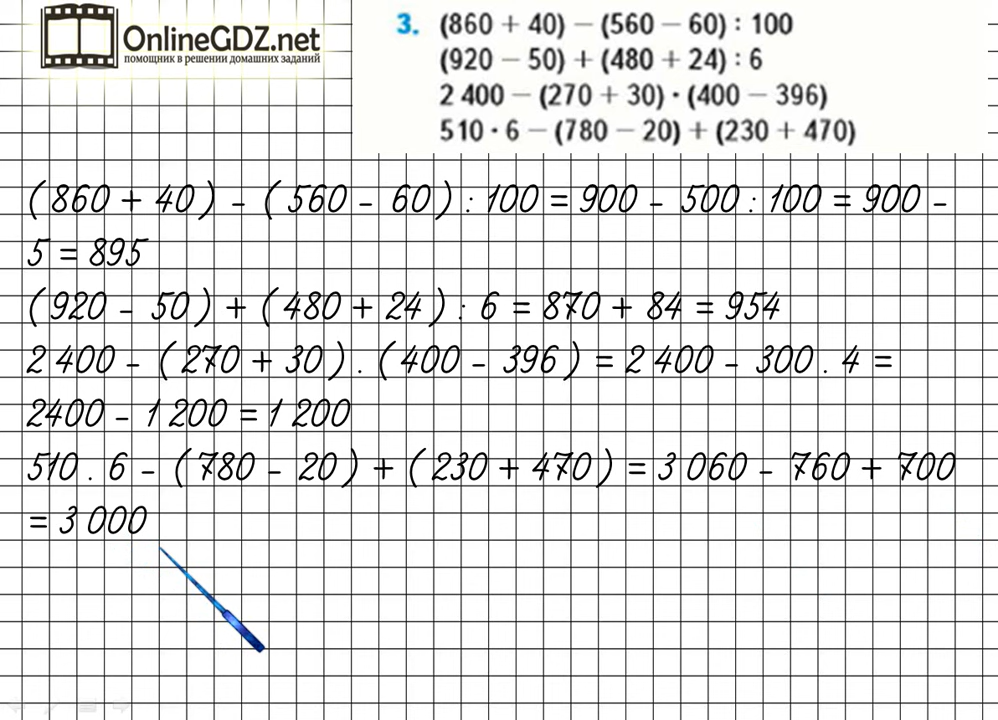 OnlineGDZ.net
помощник в решении домашних заданий
3. (860 + 40) − (560 − 60) : 100
(920 − 50) + (480 + 24) : 6
2 400 − (270 + 30) · (400 − 396)
510 · 6 − (780 − 20) + (230 + 470)
(860 + 40) - (560 - 60) : 100 = 900 - 500 : 100 = 900 -
5 = 895
(920 - 50) + (480 + 24) : 6 = 870 + 84 = 954
2 400 - (270 + 30) . (400 - 396) = 2 400 - 300 . 4 =
2400 - 1 200 = 1 200
510 . 6 - (780 - 20) + (230 + 470) = 3 060 - 760 + 700
= 3 000